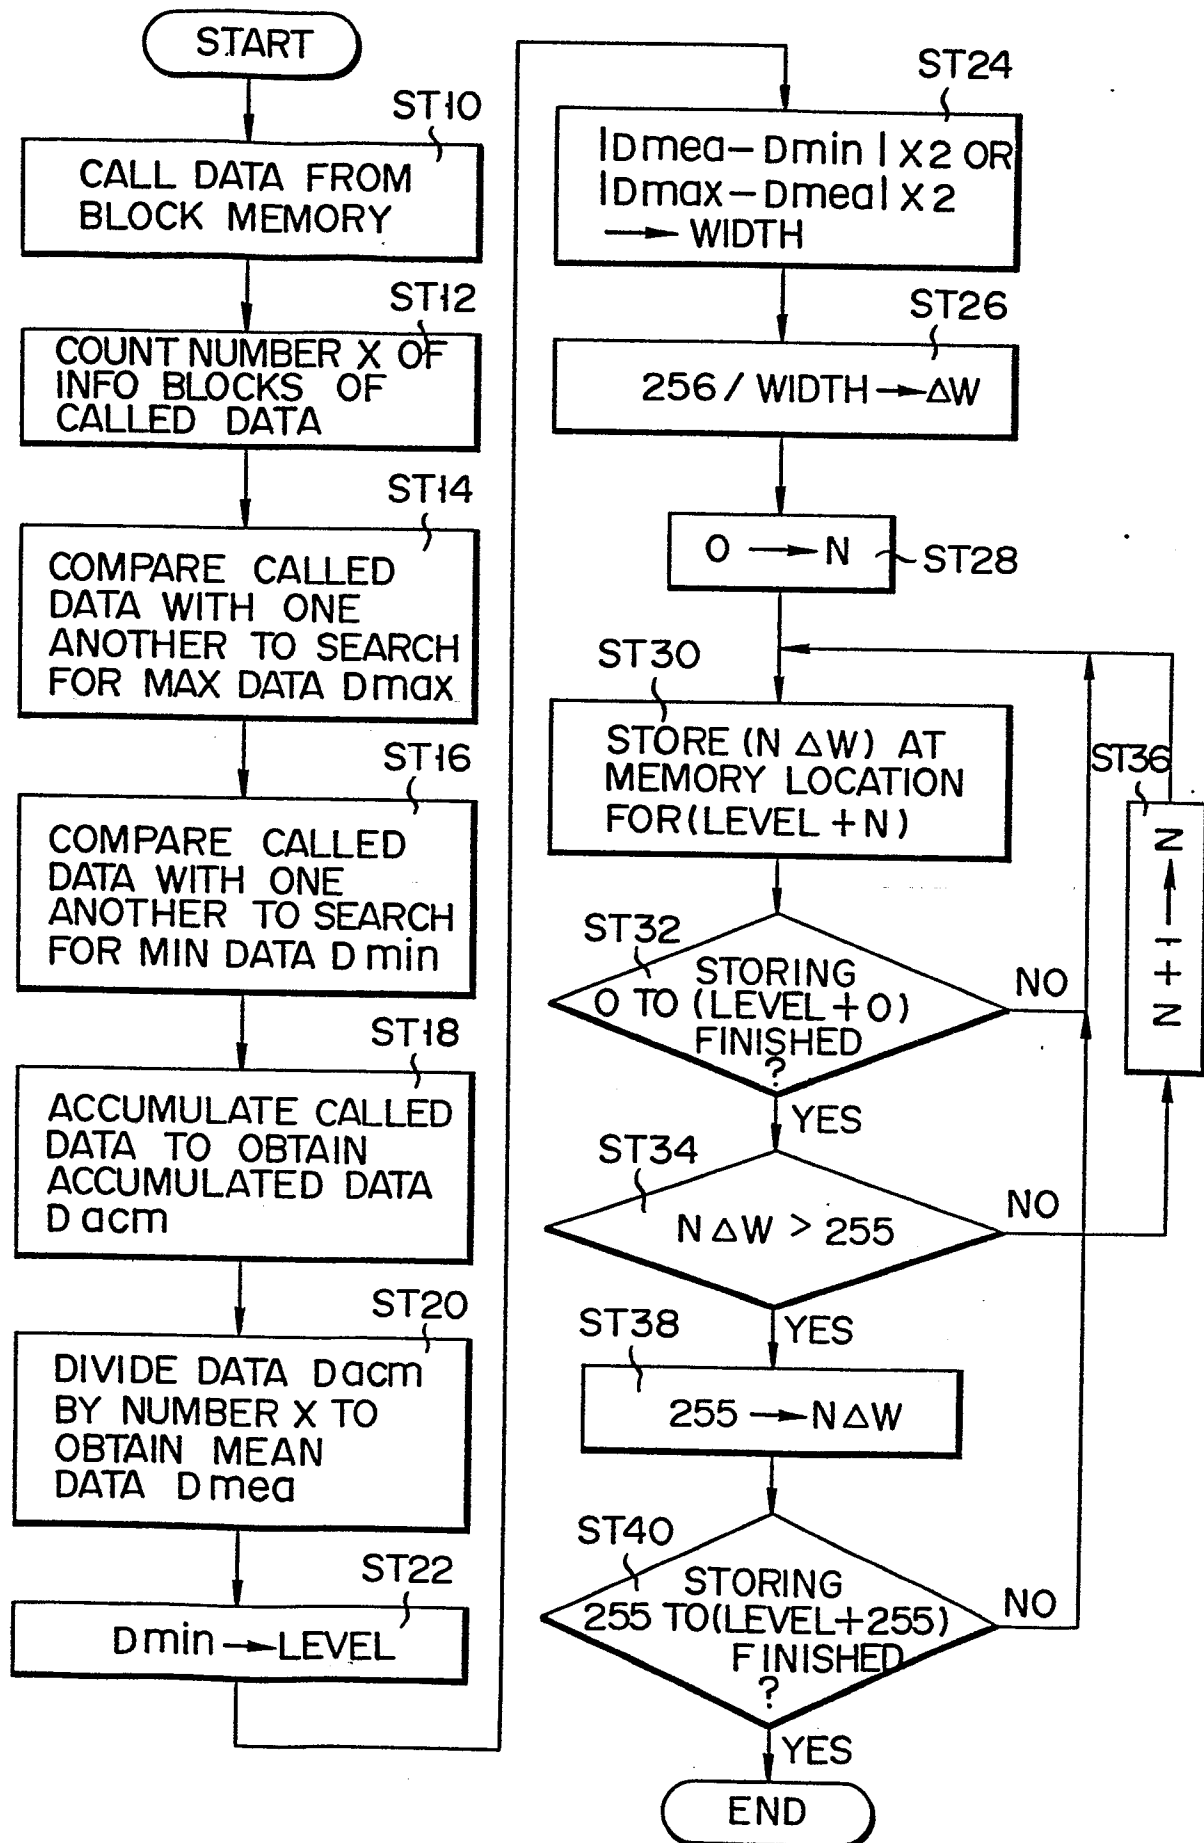 START
ST10
CALL DATA FROM
BLOCK MEMORY
ST12
COUNT NUMBER X OF
INFO BLOCKS OF
CALLED DATA
ST14
COMPARE CALLED
DATA WITH ONE
ANOTHER TO SEARCH
FOR MAX DATA Dmax
ST16
COMPARE CALLED
DATA WITH ONE
ANOTHER TO SEARCH
FOR MIN DATA Dmin
ST18
ACCUMULATE CALLED
DATA TO OBTAIN
ACCUMULATED DATA
Dacm
ST20
DIVIDE DATA Dacm
BY NUMBER X TO
OBTAIN MEAN
DATA Dmea
ST22
Dmin → LEVEL
ST24
|Dmea-Dmin| X2 OR
|Dmax-Dmea| X2
→ WIDTH
ST26
256 / WIDTH → ΔW
0 → N
ST28
ST30
STORE (N ΔW) AT
MEMORY LOCATION
FOR (LEVEL + N)
ST36
N + 1 → N
ST32
STORING
0 TO (LEVEL + 0)
FINISHED
?
NO
YES
ST34
N ΔW > 255
NO
YES
ST38
255 → N ΔW
ST40
STORING
255 TO (LEVEL+255)
FINISHED
?
NO
YES
END